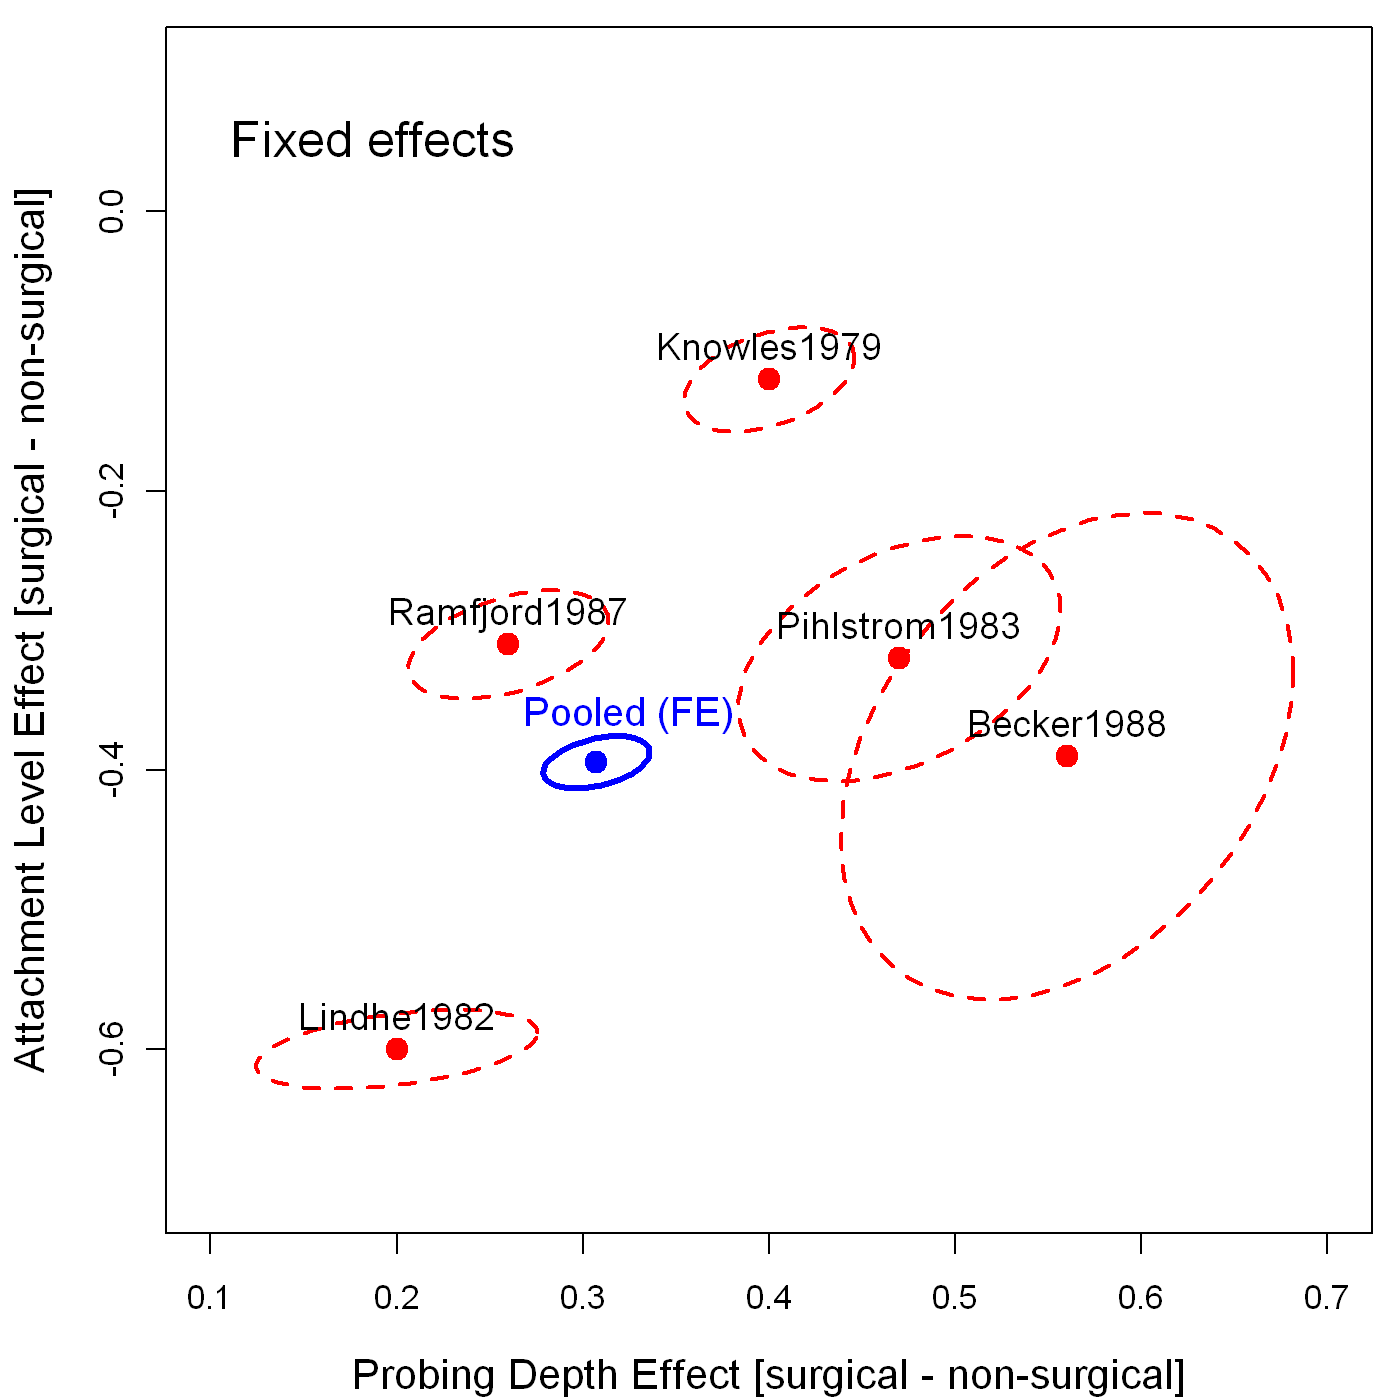 Fixed effects
Attachment Level Effect [surgical - non-surgical]
0.0
-0.2
-0.4
-0.6
Knowles1979
Ramfjord1987
Pihlstrom1983
Pooled (FE)
Becker1988
Lindhe1982
0.1 0.2 0.3 0.4 0.5 0.6 0.7
Probing Depth Effect [surgical - non-surgical]